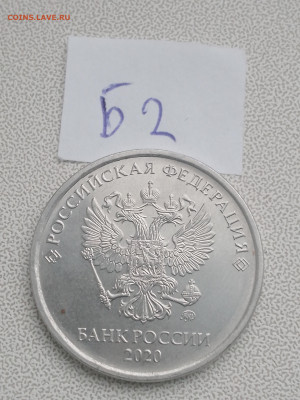 COINS.LAVE.RU
Б2
РОССИЙСКАЯ ФЕДЕРАЦИЯ
БАНК РОССИИ
2020